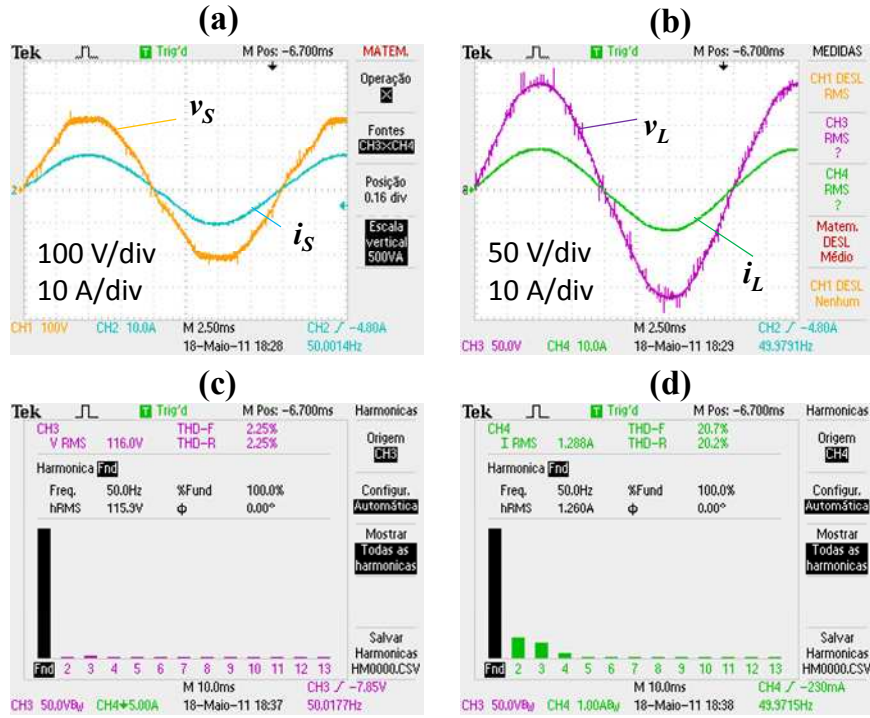 (a)
Tek Trig'd M Pos: -6.700ms MATEM.
Operação
X
Fontes
CH3×CH4
Posição
0.16 div
Escala
vertical
500VA
vS
iS
2
100 V/div
10 A/div
CH1 100V CH2 10.0A M 2.50ms CH2 -4.80A
18-Maio-11 18:28 50.0014Hz
(b)
Tek Trig'd M Pos: -6.700ms MEDIDAS
CH1 DESL
RMS
CH3
RMS
?
CH4
RMS
?
Matem.
DESL
Médio
CH1 DESL
Nenhum
vL
iL
50 V/div
10 A/div
CH3 50.0V CH4 10.0A M 2.50ms CH2 -4.80A
18-Maio-11 18:29 49.9791Hz
(c)
Tek Trig'd M Pos: -6.700ms Harmonicas
CH3 THD-F 2.25%
V RMS 116.0V THD-R 2.25%
Harmonica Fnd
Freq. 50.0Hz %Fund 100.0%
hRMS 115.9V ϕ 0.00°
Origem
CH3
Configur.
Automática
Mostrar
Todas as
harmonicas
Salvar
Harmonicas
HM0000.CSV
Fnd 2 3 4 5 6 7 8 9 10 11 12 13
M 10.0ms CH3 -7.85V
CH3 50.0VBW CH4 5.00A 18-Maio-11 18:37 50.0177Hz
(d)
Tek Trig'd M Pos: -6.700ms Harmonicas
CH4 THD-F 20.7%
I RMS 1.288A THD-R 20.2%
Harmonica Fnd
Freq. 50.0Hz %Fund 100.0%
hRMS 1.260A ϕ 0.00°
Origem
CH4
Configur.
Automática
Mostrar
Todas as
harmonicas
Salvar
Harmonicas
HM0000.CSV
Fnd 2 3 4 5 6 7 8 9 10 11 12 13
M 10.0ms CH4 -230mA
CH3 50.0VBW CH4 1.00ABW 18-Maio-11 18:38 49.9715Hz